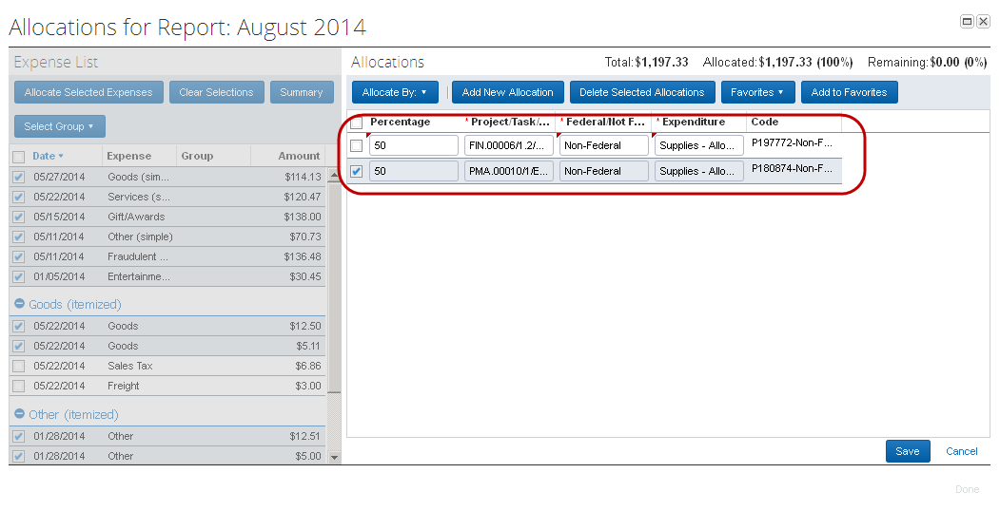 Allocations for Report: August 2014
Expense List
Allocate Selected Expenses Clear Selections Summary
Select Group
Date Expense Group Amount
05/27/2014 Goods (sim... $114.13
05/22/2014 Services (s... $120.47
05/15/2014 Gift/Awards $138.00
05/11/2014 Other (simple) $70.73
05/11/2014 Fraudulent ... $136.48
01/05/2014 Entertainme... $30.45
Goods (itemized)
05/22/2014 Goods $12.50
05/22/2014 Goods $5.11
05/22/2014 Sales Tax $6.86
05/22/2014 Freight $3.00
Other (itemized)
01/28/2014 Other $12.51
01/28/2014 Other $5.00
Allocations Total:$1,197.33 Allocated:$1,197.33 (100%) Remaining:$0.00 (0%)
Allocate By: Add New Allocation Delete Selected Allocations Favorites Add to Favorites
Percentage *Project/Task/... *Federal/Not F... *Expenditure Code
50 FIN.00006/1.2/... Non-Federal Supplies - Allo... P197772-Non-F...
50 PMA.00010/1/E... Non-Federal Supplies - Allo... P180874-Non-F...
Save Cancel
Done